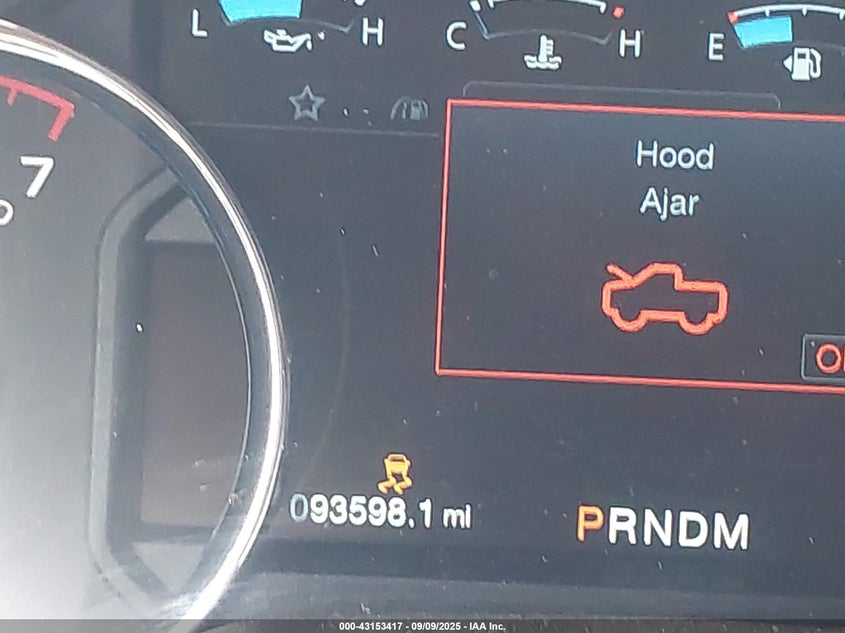 L H C H E
7
Hood
Ajar
093598.1 mi
PRNDM
000-43153417 - 09/09/2025 - IAA Inc.